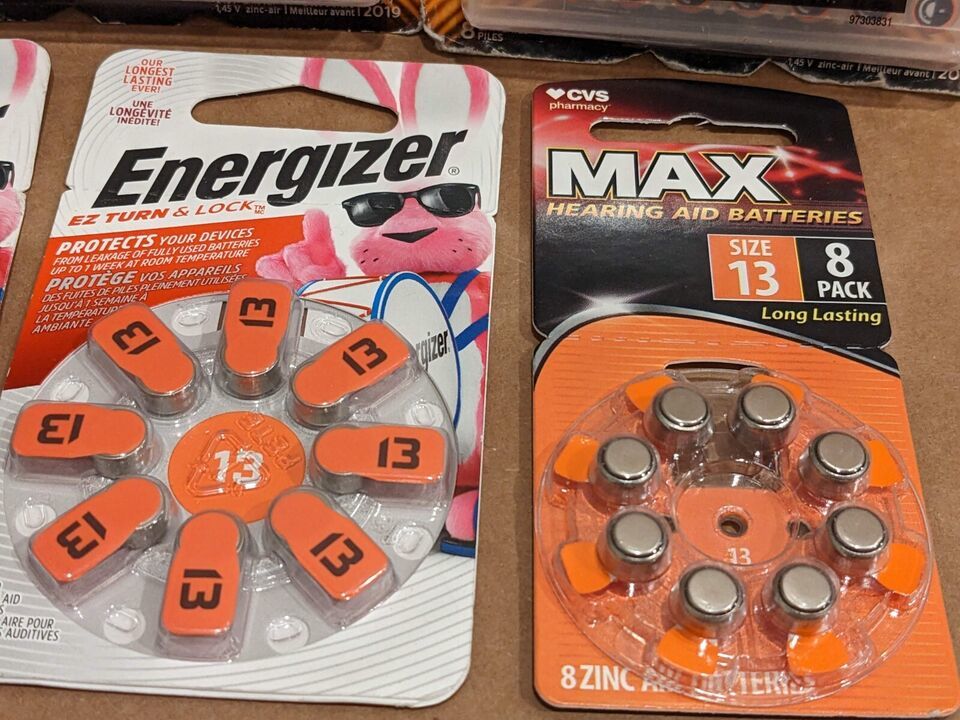 1,45 V zinc-air | Meilleur avant | 2019
8 PILES
97303831
1,45 V zinc-air | Meilleur avant | 20
OUR
LONGEST
LASTING
EVER!
UNE
LONGÉVITÉ
INÉDITE!
Energizer®
EZ TURN & LOCK
PROTECTS YOUR DEVICES
FROM LEAKAGE OF FULLY USED BATTERIES
UP TO 1 WEEK AT ROOM TEMPERATURE
PROTÈGE VOS APPAREILS
DES FUITES DE PILES PLEINEMENT UTILISÉES
JUSQU'À 1 SEMAINE À
LA TEMPÉRATURE
AMBIANTE
13
13
13
13
13
13
13
13
13
PETG
AID
AIRE POUR
S AUDITIVES
CVS
pharmacy
MAX
HEARING AID BATTERIES
SIZE
13
8
PACK
Long Lasting
13
8 ZINC AIR BATTERIES